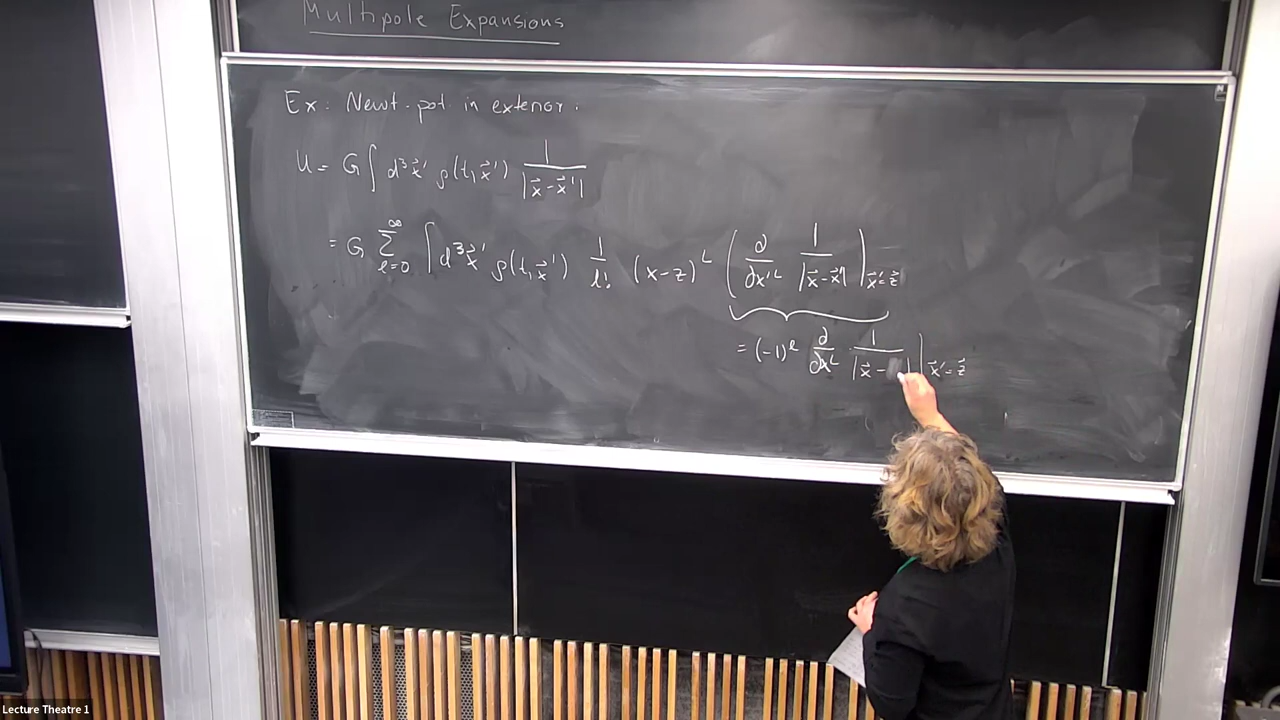 Multipole Expansions
Ex: Newt. pot. in exterior:
U = G ∫ d³x⃗' ρ(t, x⃗') 1/|x⃗ - x⃗'|
= G Σ_{l=0}^{∞} ∫ d³x⃗' ρ(t, x⃗') 1/l! (x-z)^L (∂/∂x'^L 1/|x⃗ - x⃗'|)_{x⃗'=z⃗}
= (-1)^l ∂/∂x^L 1/|x⃗ - |_{x⃗'=z⃗}
Lecture Theatre 1